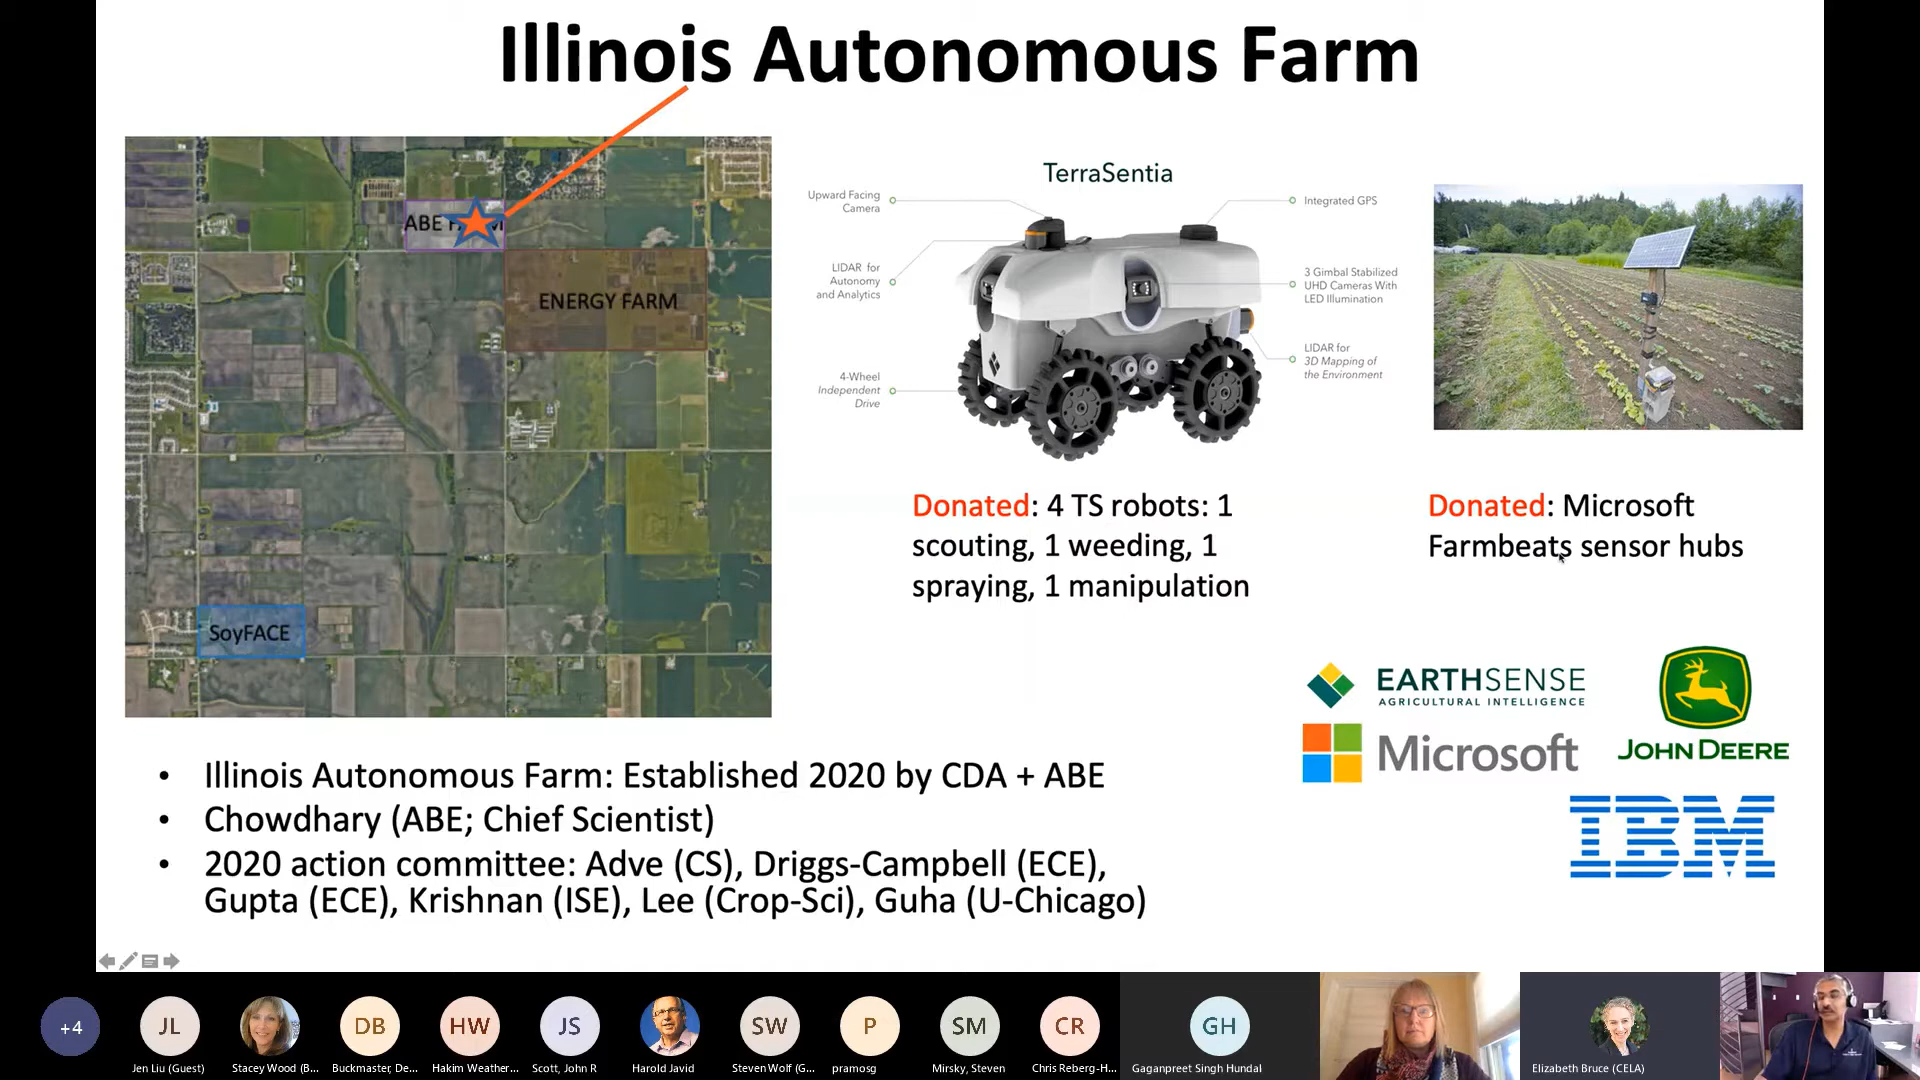 Illinois Autonomous Farm
ABE
ENERGY FARM
SoyFACE
TerraSentia
Upward Facing
Camera
LIDAR for
Autonomy
and Analytics
4-Wheel
Independent
Drive
Integrated GPS
3 Gimbal Stabilized
UHD Cameras With
LED Illumination
LIDAR for
3D Mapping of
the Environment
Donated: 4 TS robots: 1
scouting, 1 weeding, 1
spraying, 1 manipulation
Donated: Microsoft
Farmbeats sensor hubs
EARTHSENSE
AGRICULTURAL INTELLIGENCE
JOHN DEERE
Microsoft
IBM
• Illinois Autonomous Farm: Established 2020 by CDA + ABE
• Chowdhary (ABE; Chief Scientist)
• 2020 action committee: Adve (CS), Driggs-Campbell (ECE),
Gupta (ECE), Krishnan (ISE), Lee (Crop-Sci), Guha (U-Chicago)
+4
JL
DB
HW
JS
SW
P
SM
CR
GH
Jen Liu (Guest)
Stacey Wood (B...
Buckmaster, De...
Hakim Weather...
Scott, John R
Harold Javid
Steven Wolf (G...
pramosg
Mirsky, Steven
Chris Reberg-H...
Gaganpreet Singh Hundal
Elizabeth Bruce (CELA)